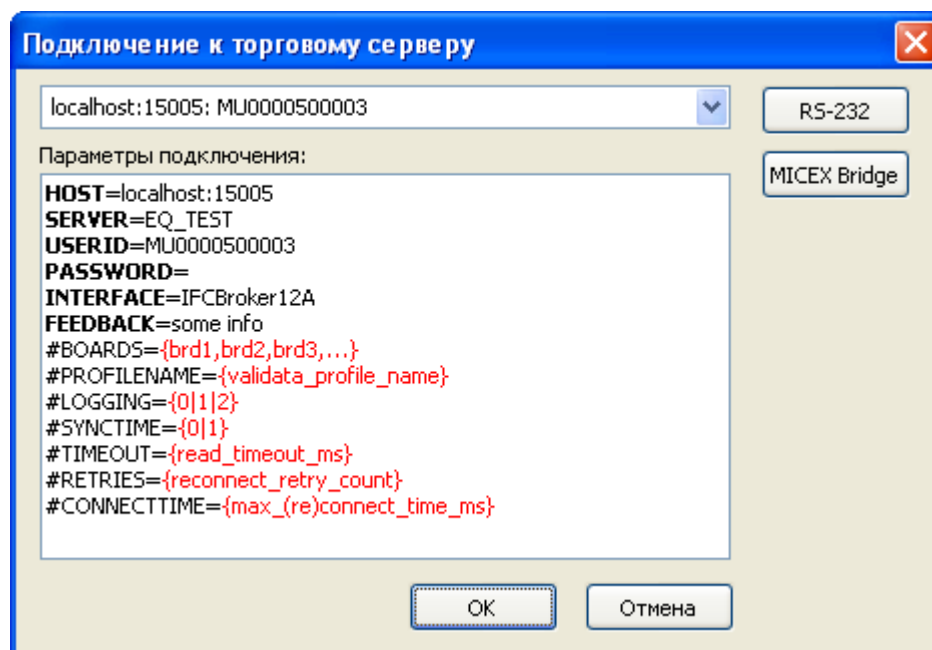 Подключение к торговому серверу
localhost:15005: MU0000500003
RS-232
Параметры подключения:
MICEX Bridge
HOST=localhost:15005
SERVER=EQ_TEST
USERID=MU0000500003
PASSWORD=
INTERFACE=IFCBroker12A
FEEDBACK=some info
#BOARDS={brd1,brd2,brd3,...}
#PROFILENAME={validata_profile_name}
#LOGGING={0|1|2}
#SYNCTIME={0|1}
#TIMEOUT={read_timeout_ms}
#RETRIES={reconnect_retry_count}
#CONNECTTIME={max_(re)connect_time_ms}
OK
Отмена